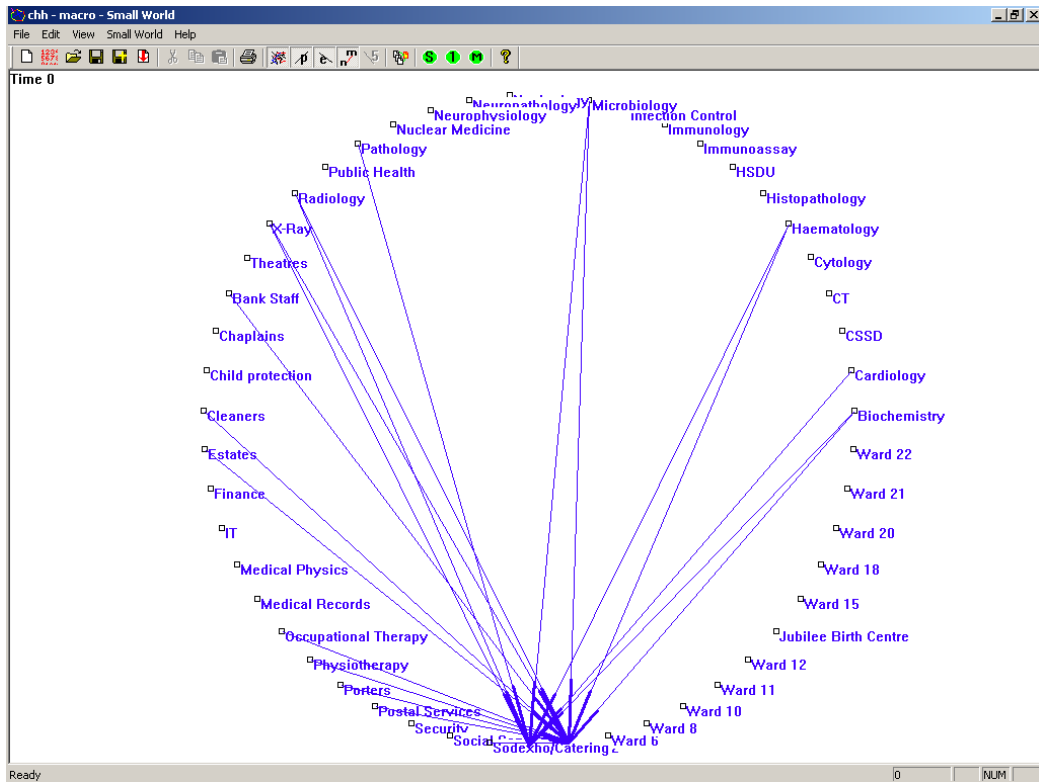 chh - macro - Small World
File Edit View Small World Help
Time 0
Neuropathology
Microbiology
Neurophysiology
Infection Control
Nuclear Medicine
Immunology
Pathology
Immunoassay
Public Health
HSDU
Radiology
Histopathology
X-Ray
Haematology
Theatres
Cytology
Bank Staff
CT
Chaplains
CSSD
Child protection
Cardiology
Cleaners
Biochemistry
Estates
Ward 22
Finance
Ward 21
IT
Ward 20
Medical Physics
Ward 18
Medical Records
Ward 15
Occupational Therapy
Jubilee Birth Centre
Physiotherapy
Ward 12
Porters
Ward 11
Postal Services
Ward 10
Security
Ward 8
Social
Ward 6
Sodexho/Catering
Ready
0
NUM